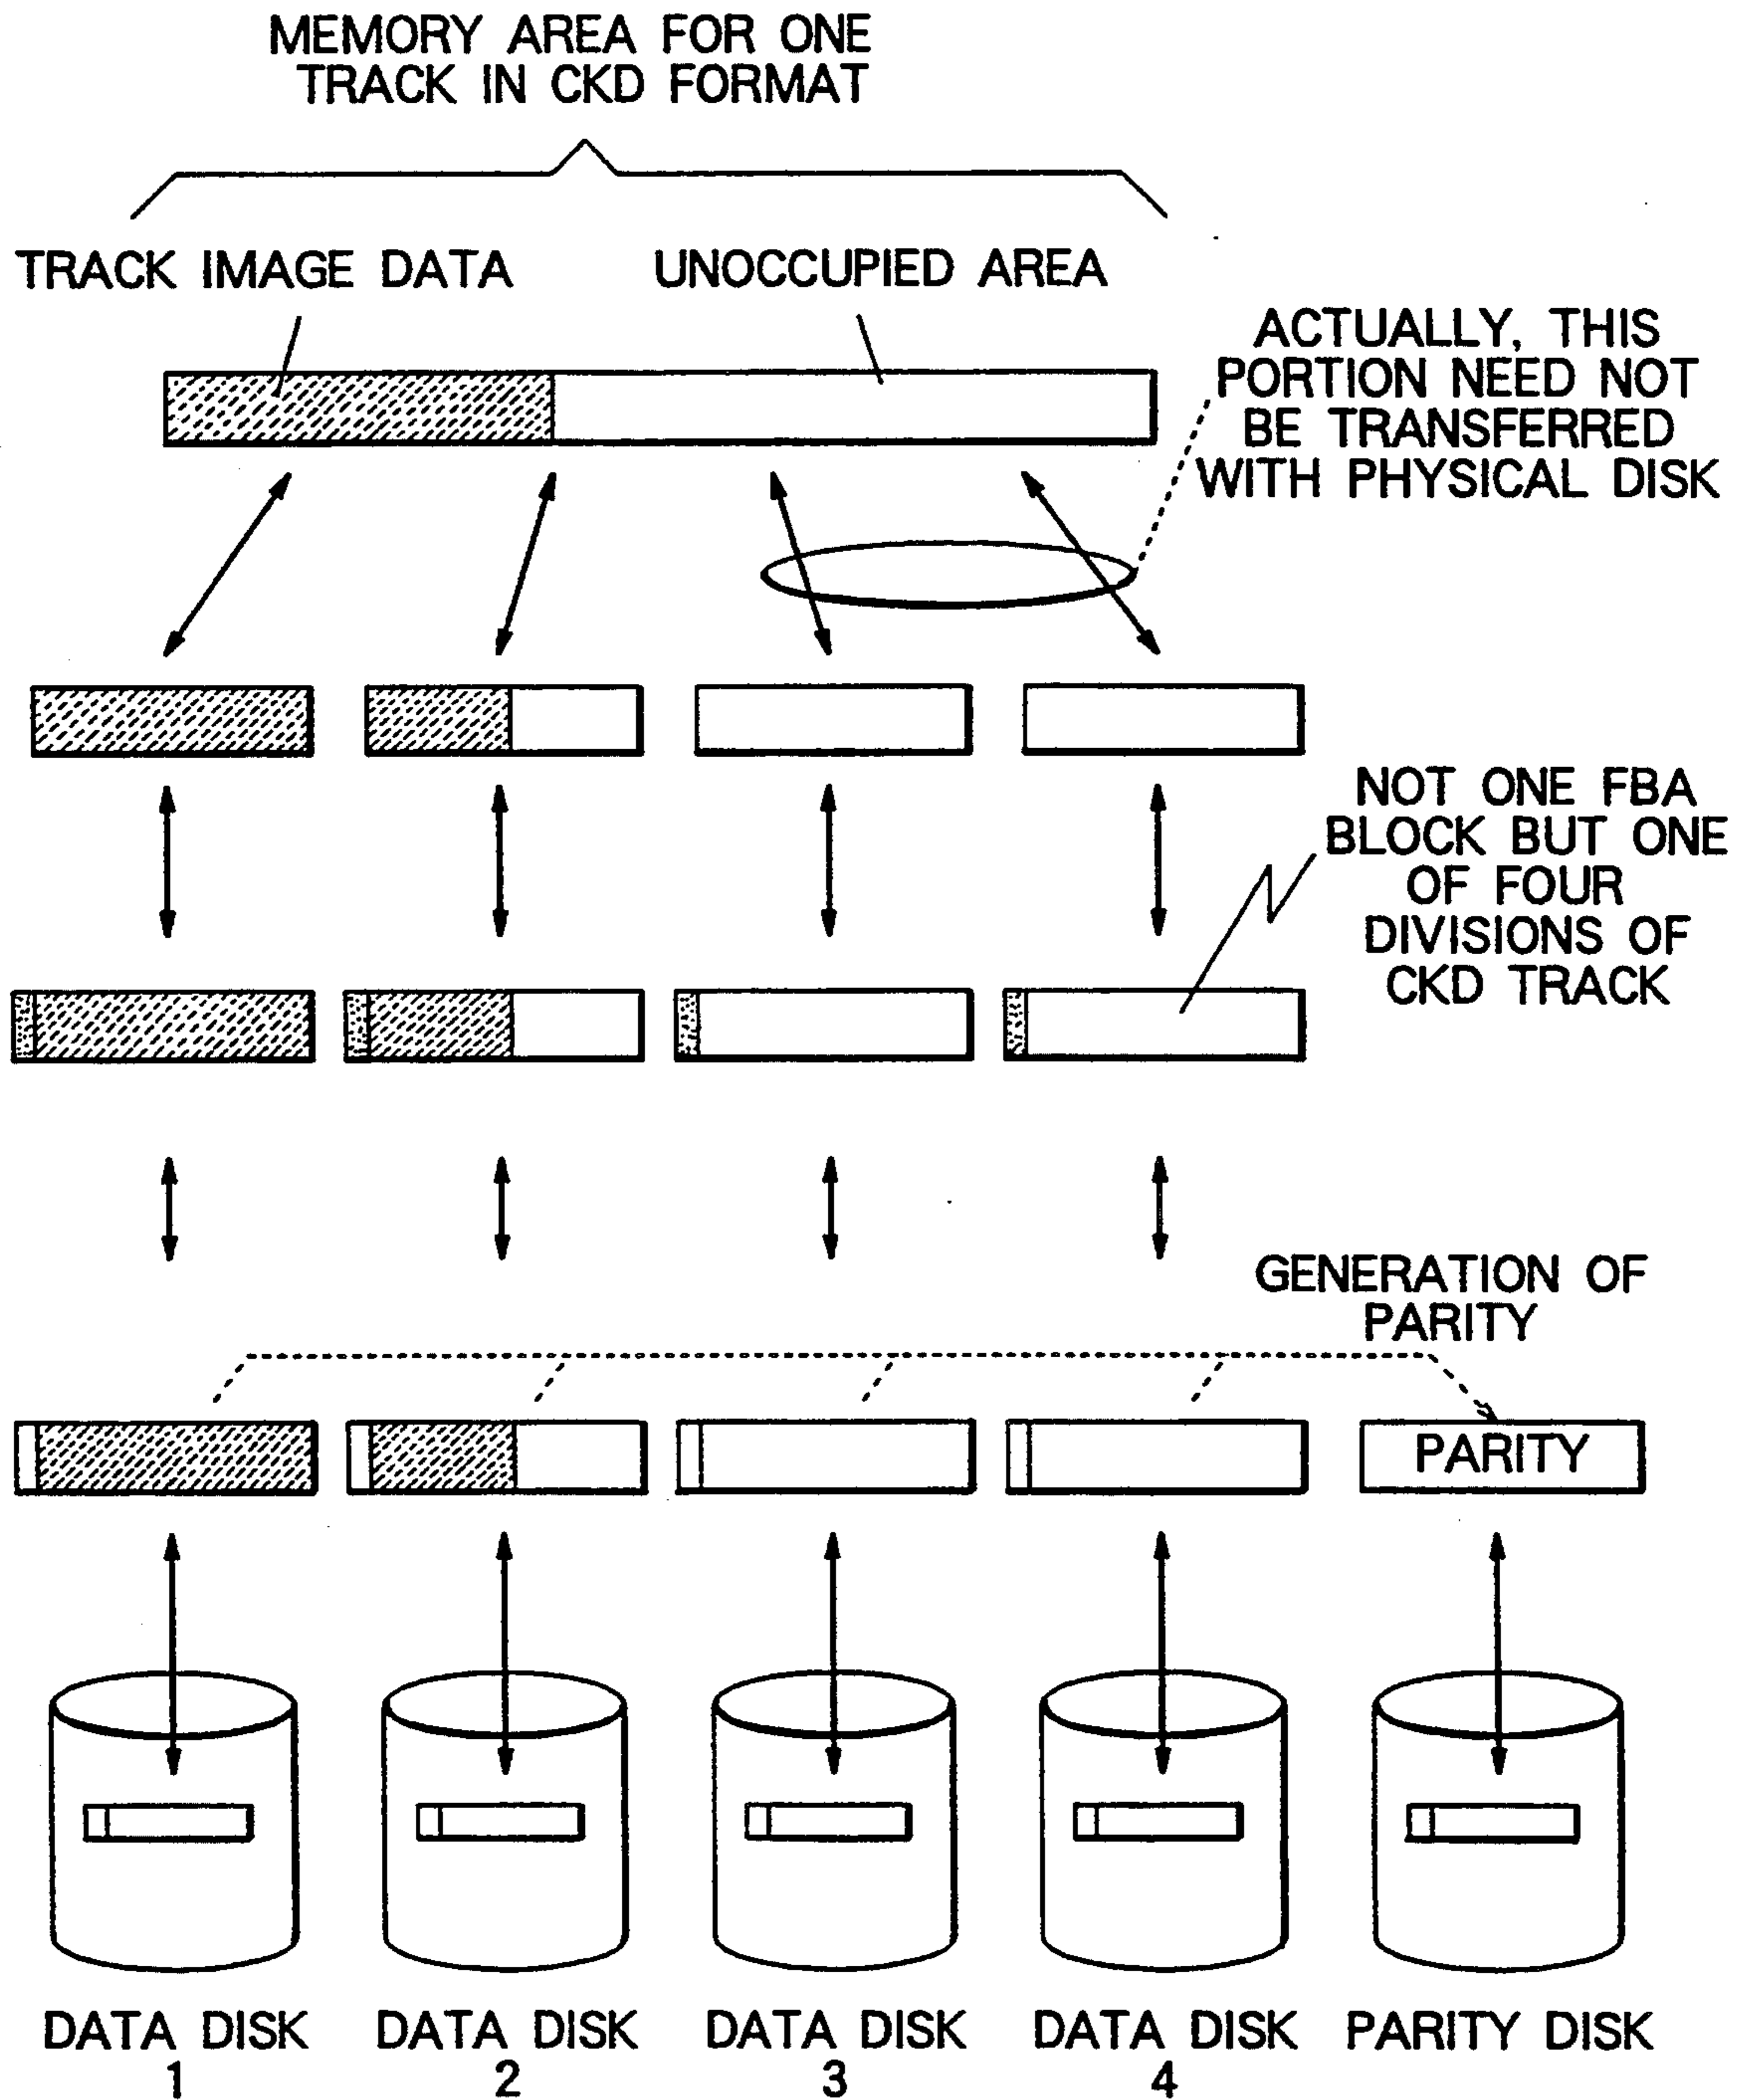 MEMORY AREA FOR ONE
TRACK IN CKD FORMAT
TRACK IMAGE DATA
UNOCCUPIED AREA
ACTUALLY, THIS
PORTION NEED NOT
BE TRANSFERRED
WITH PHYSICAL DISK
NOT ONE FBA
BLOCK BUT ONE
OF FOUR
DIVISIONS OF
CKD TRACK
GENERATION OF
PARITY
PARITY
DATA DISK
1
DATA DISK
2
DATA DISK
3
DATA DISK
4
PARITY DISK